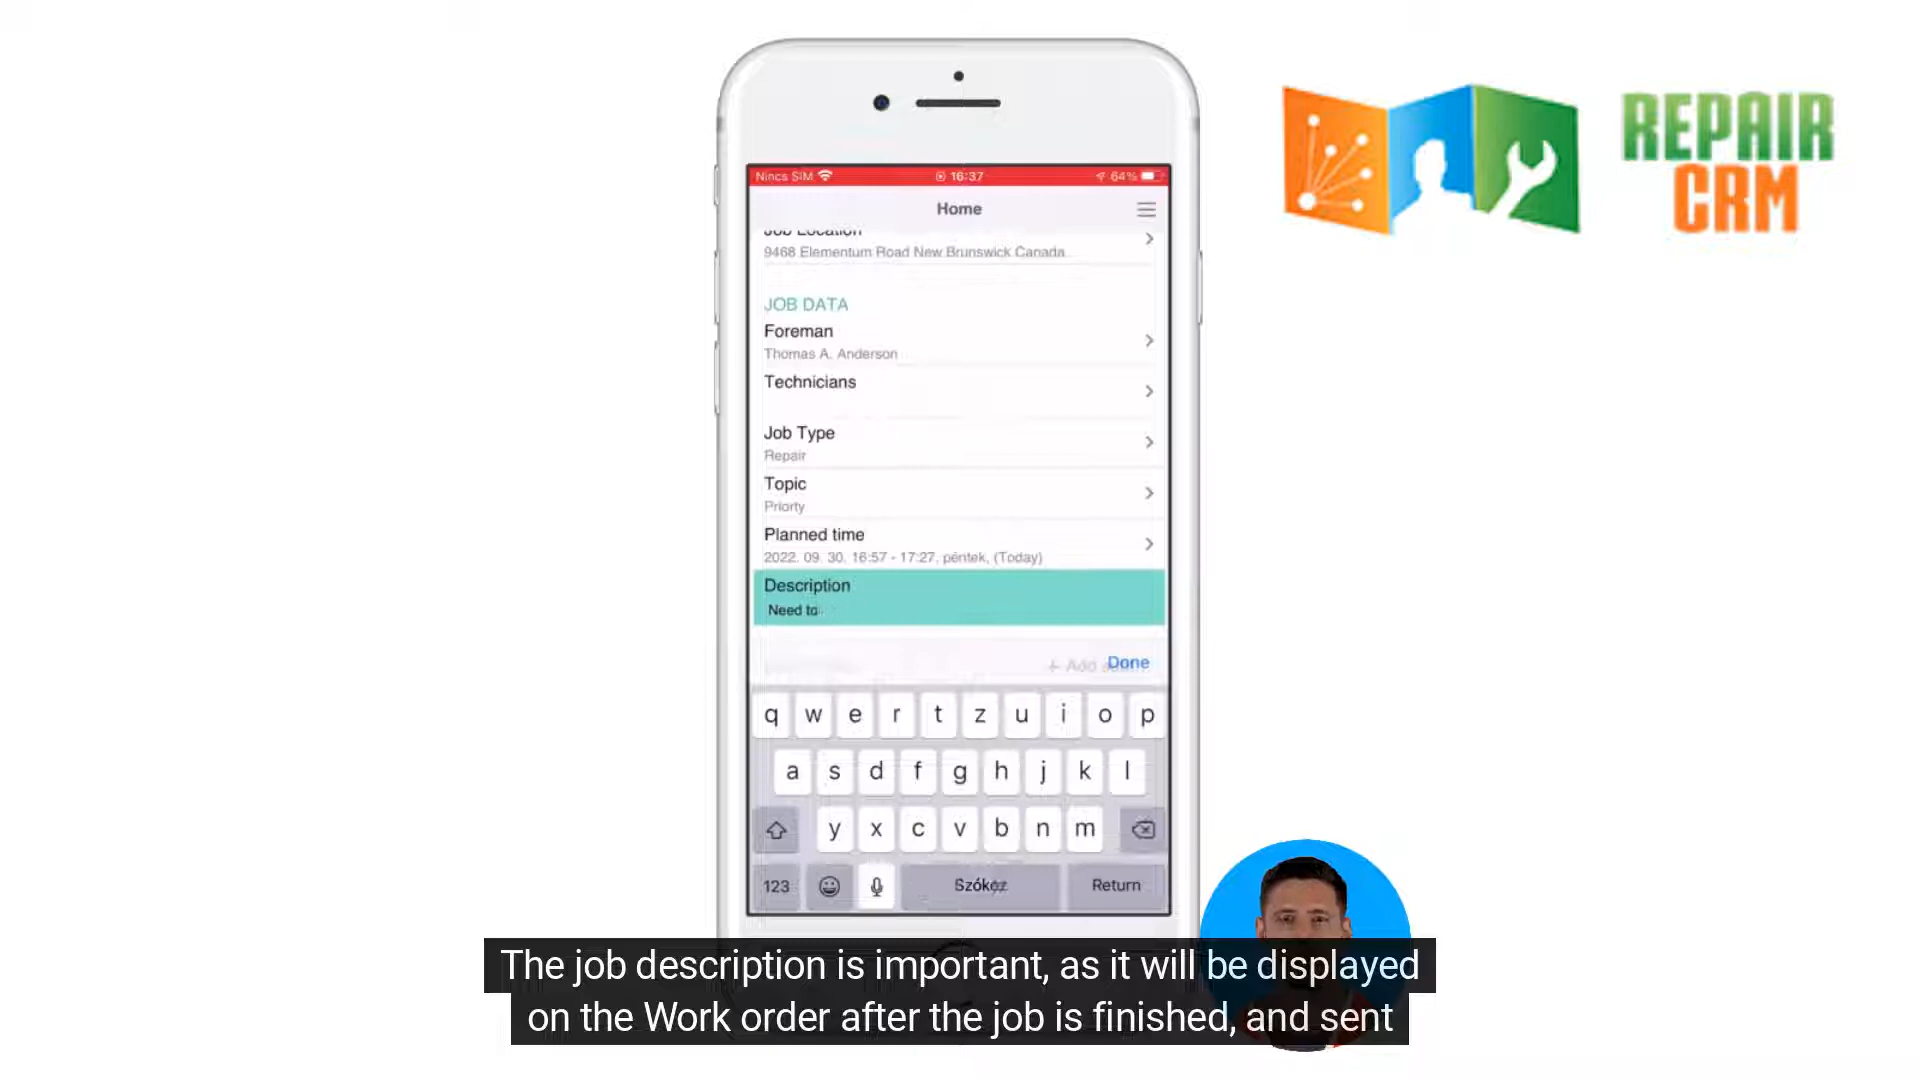 REPAIR
CRM
Nincs SIM 16:37 64%
Home
Job Location
9468 Elementum Road New Brunswick Canada...
JOB DATA
Foreman
Thomas A. Anderson
Technicians
Job Type
Repair
Topic
Priorty
Planned time
2022. 09. 30. 16:57 - 17:27, péntek, (Today)
Description
Need to
+ Add Done
q w e r t z u i o p
a s d f g h j k l
y x c v b n m
123 Szóköz Return
The job description is important, as it will be displayed
on the Work order after the job is finished, and sent